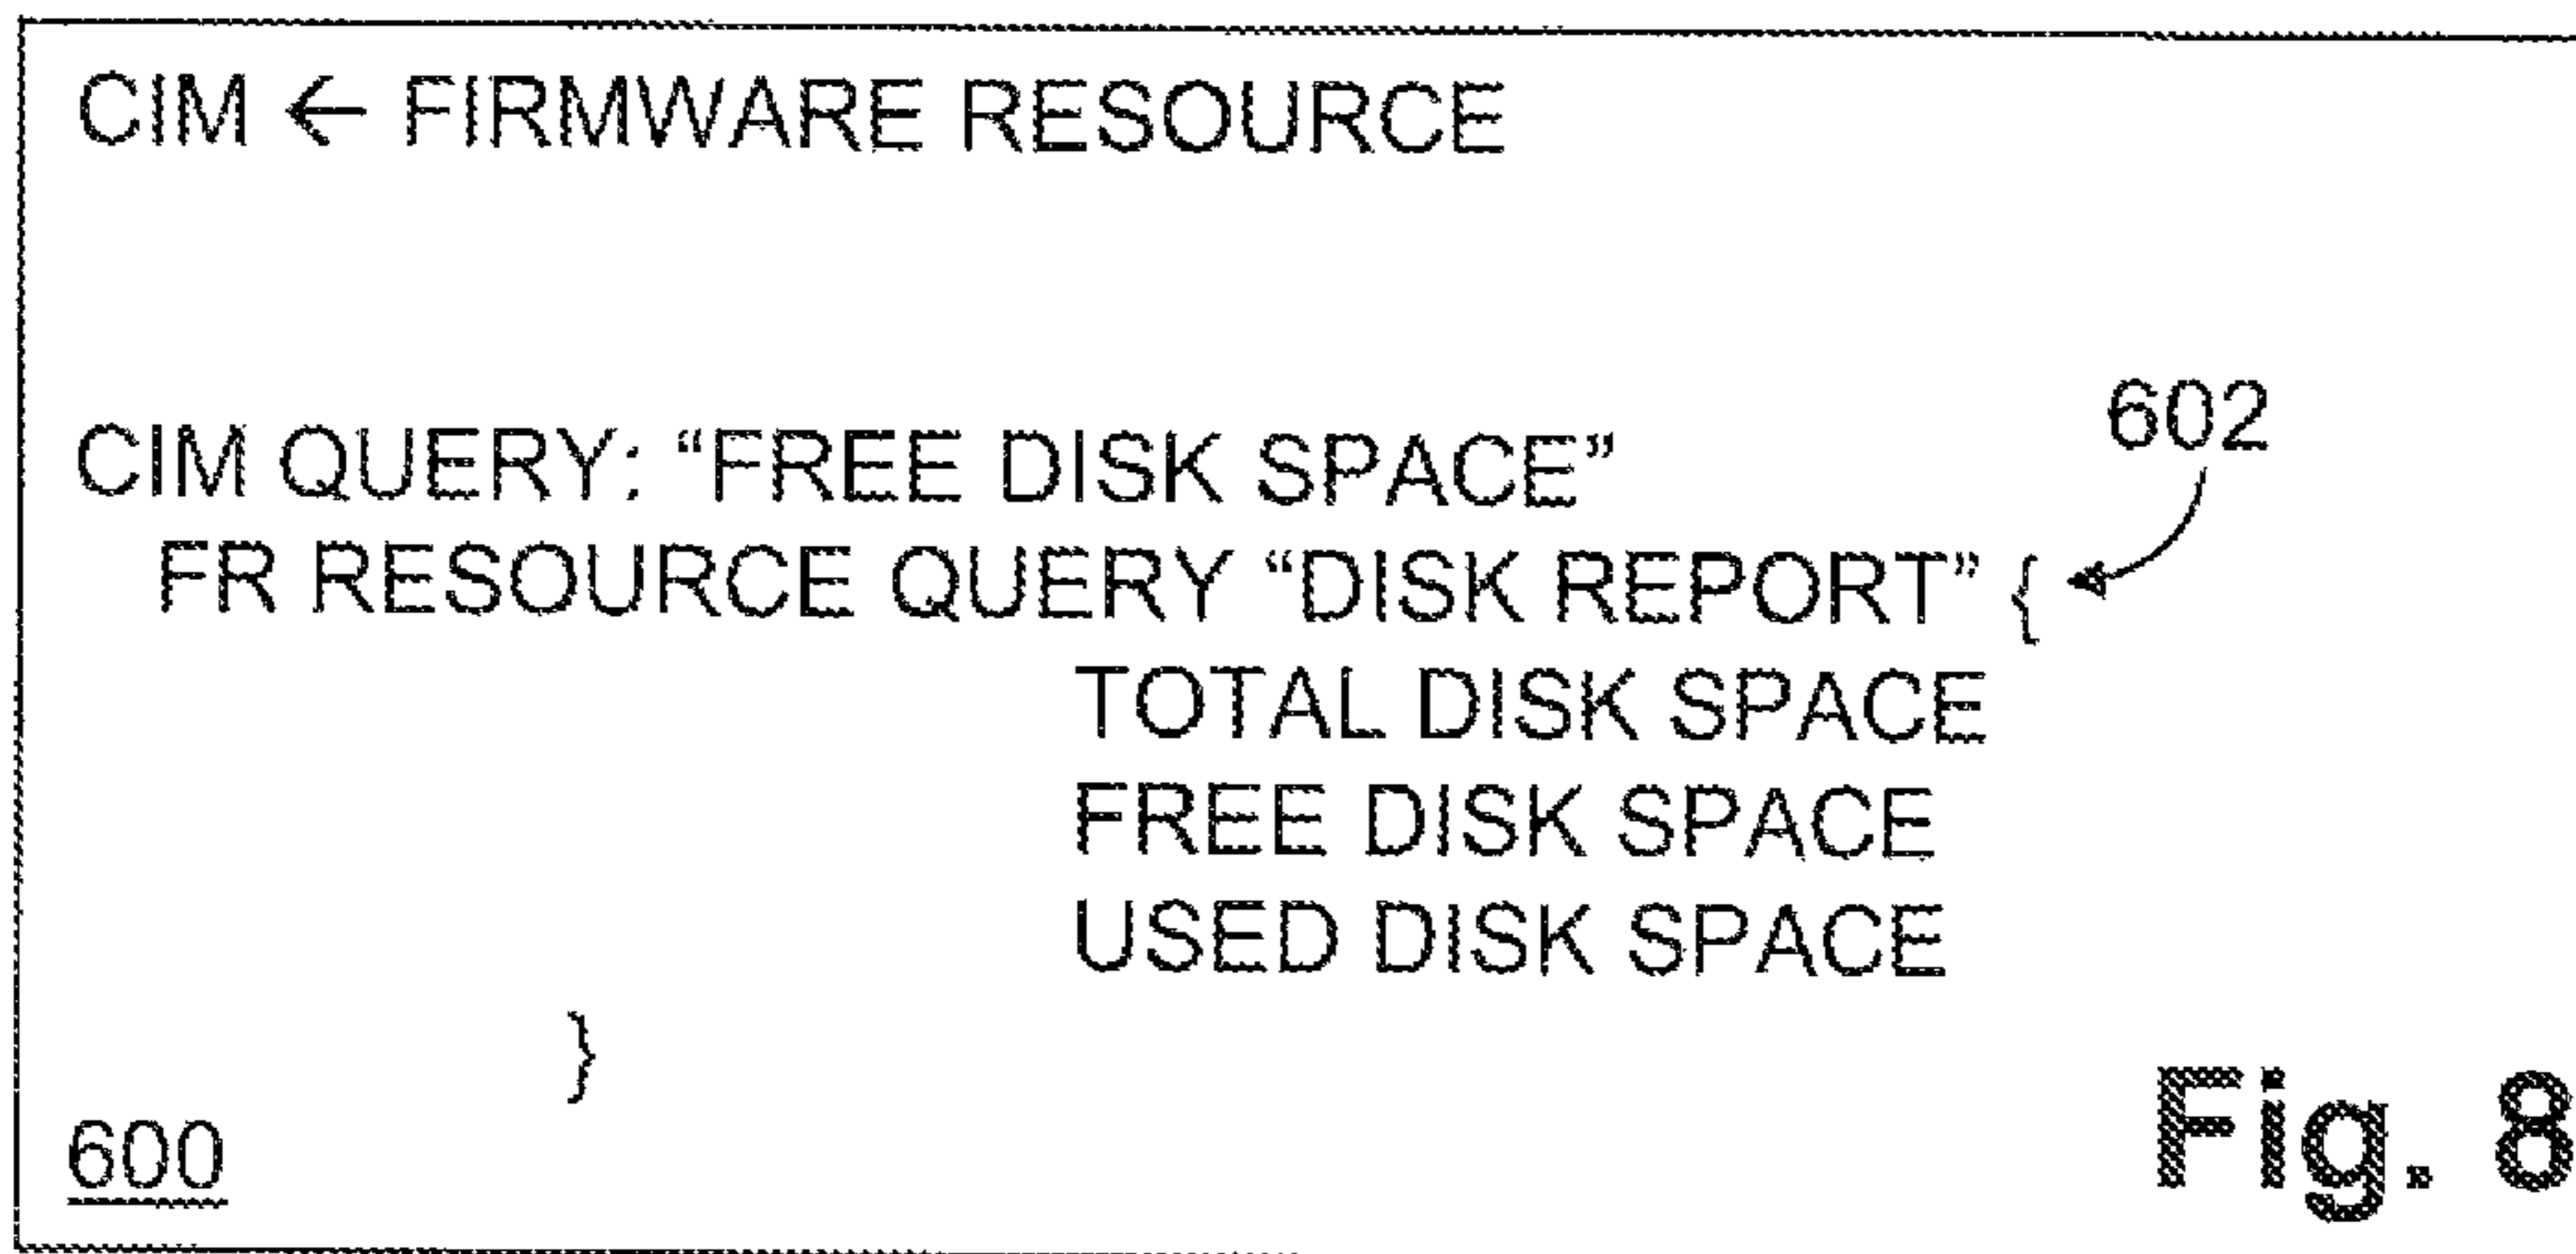 CIM ← FIRMWARE RESOURCE
602
CIM QUERY: “FREE DISK SPACE”
FR RESOURCE QUERY “DISK REPORT” {
TOTAL DISK SPACE
FREE DISK SPACE
USED DISK SPACE
}
600
Fig. 8